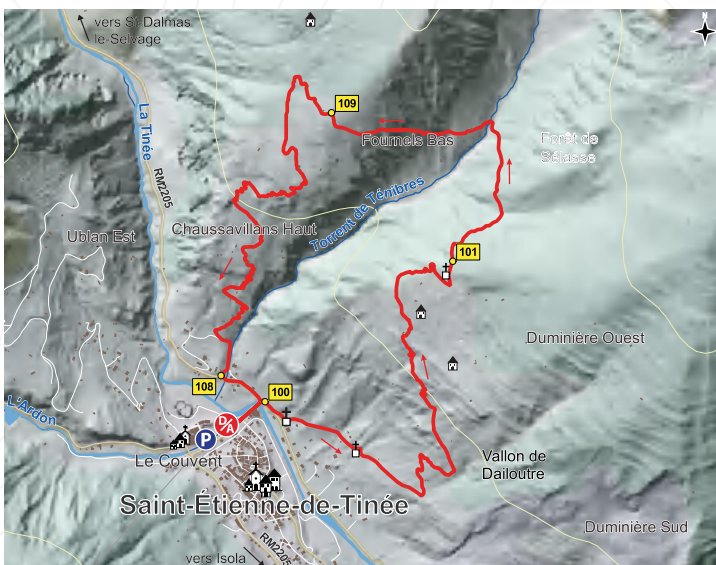 vers St Dalmas
le-Selvage
La Tinée
RM2205
109
Fournels Bas
Forêt de
Sélasse
Torrent de Ténibres
Chaussavillans Haut
Ublan Est
101
Duminière Ouest
108
100
L'Ardon
D/A
P
Le Couvent
Vallon de
Dailoutre
Saint-Étienne-de-Tinée
Duminière Sud
RM2205
vers Isola